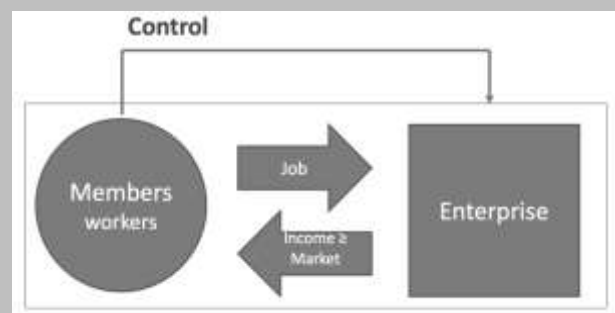 Control
Members
workers
Job
Income ≥
Market
Enterprise